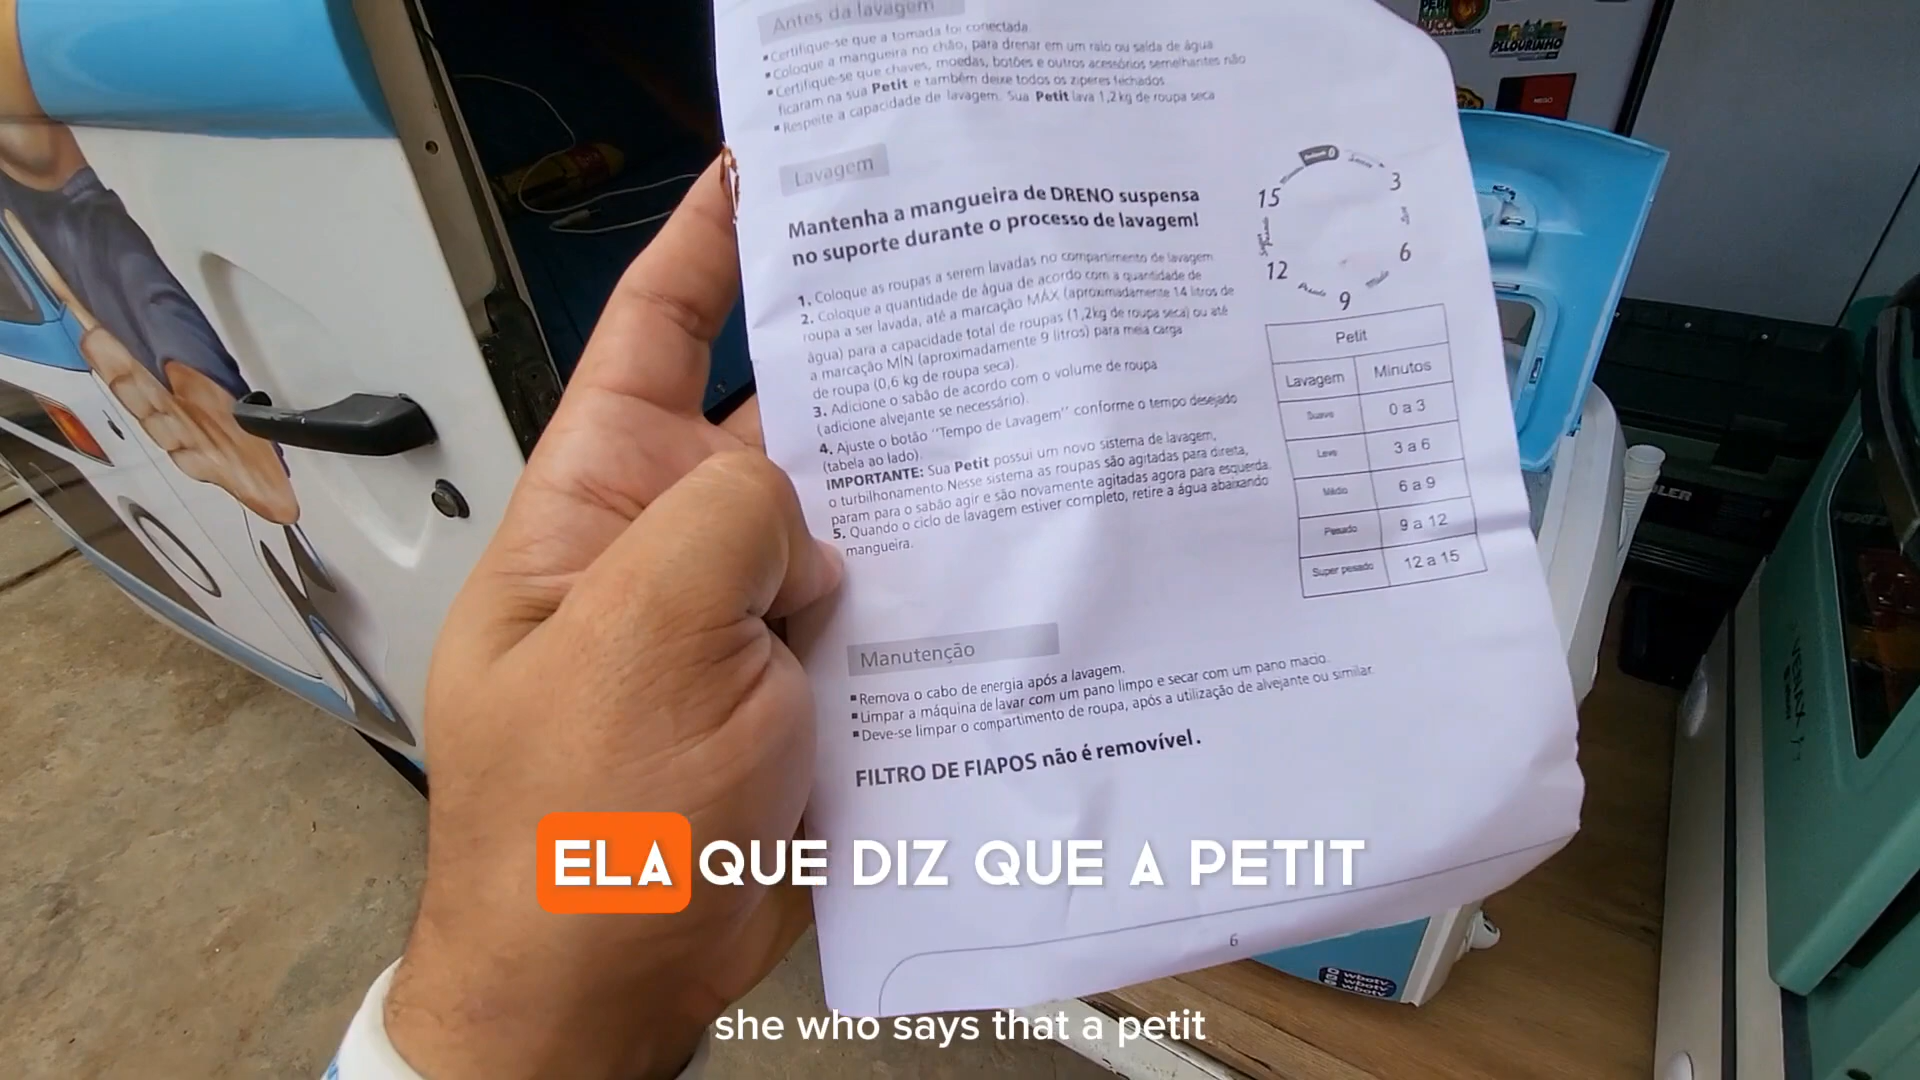 Antes da lavagem
▪Certifique-se que a tomada foi conectada
▪Coloque a mangueira no chão, para drenar em um ralo ou saída de água
▪Certifique-se que chaves, moedas, botões e outros acessórios semelhantes não
ficaram na sua Petit e também deixe todos os zíperes fechados
▪Respeite a capacidade de lavagem. Sua Petit lava 1,2kg de roupa seca
Lavagem
Mantenha a mangueira de DRENO suspensa
no suporte durante o processo de lavagem!
1. Coloque as roupas a serem lavadas no compartimento de lavagem
2. Coloque a quantidade de água de acordo com a quantidade de
roupa a ser lavada, até a marcação MÁX (aproximadamente 14 litros de
água) para a capacidade total de roupas (1,2kg de roupa seca) ou até
a marcação MÍN (aproximadamente 9 litros) para meia carga
de roupa (0,6 kg de roupa seca).
3. Adicione o sabão de acordo com o volume de roupa
(adicione alvejante se necessário).
4. Ajuste o botão "Tempo de Lavagem" conforme o tempo desejado
(tabela ao lado).
IMPORTANTE: Sua Petit possui um novo sistema de lavagem,
o turbilhonamento. Nesse sistema as roupas são agitadas para direita,
param para o sabão agir e são novamente agitadas agora para esquerda.
5. Quando o ciclo de lavagem estiver completo, retire a água abaixando
mangueira.
0
3
6
9
12
15
Petit
Lavagem Minutos
Suave 0 a 3
Leve 3 a 6
Médio 6 a 9
Pesado 9 a 12
Super pesado 12 a 15
Manutenção
▪Remova o cabo de energia após a lavagem.
▪Limpar a máquina de lavar com um pano limpo e secar com um pano macio.
▪Deve-se limpar o compartimento de roupa, após a utilização de alvejante ou similar.
FILTRO DE FIAPOS não é removível.
6
PELOURINHO
wbotv
wbotv
wbotv
ELA QUE DIZ QUE A PETIT
she who says that a petit